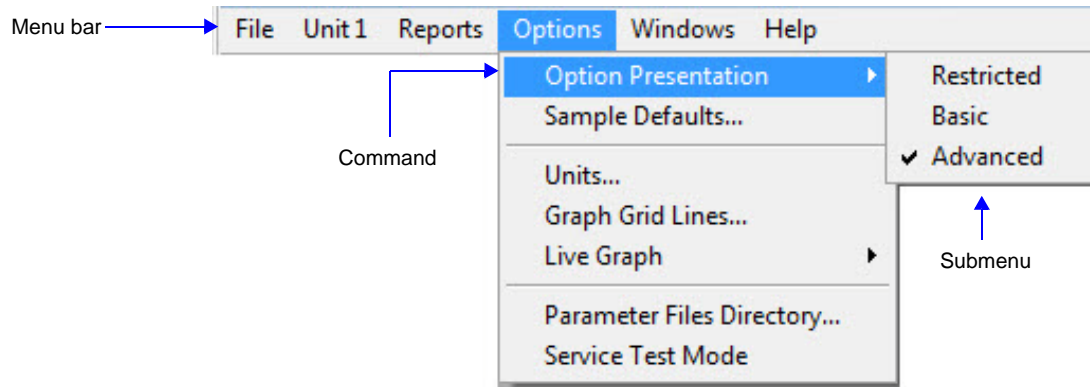 Menu bar
File Unit 1 Reports Options Windows Help
Option Presentation
Restricted
Sample Defaults...
Basic
Command
Advanced
Units...
Graph Grid Lines...
Live Graph
Submenu
Parameter Files Directory...
Service Test Mode